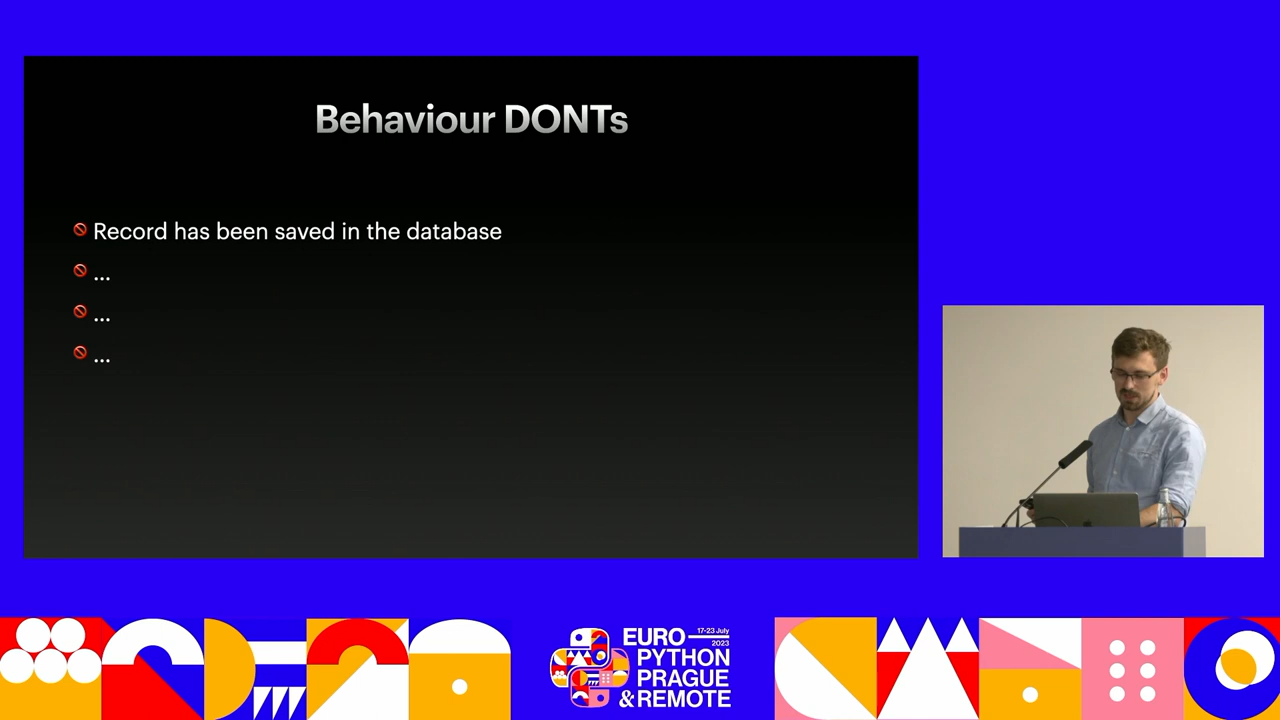 Behaviour DONTs
Record has been saved in the database
...
...
...
EURO
17-23 July
2023
PYTHON
PRAGUE
& REMOTE